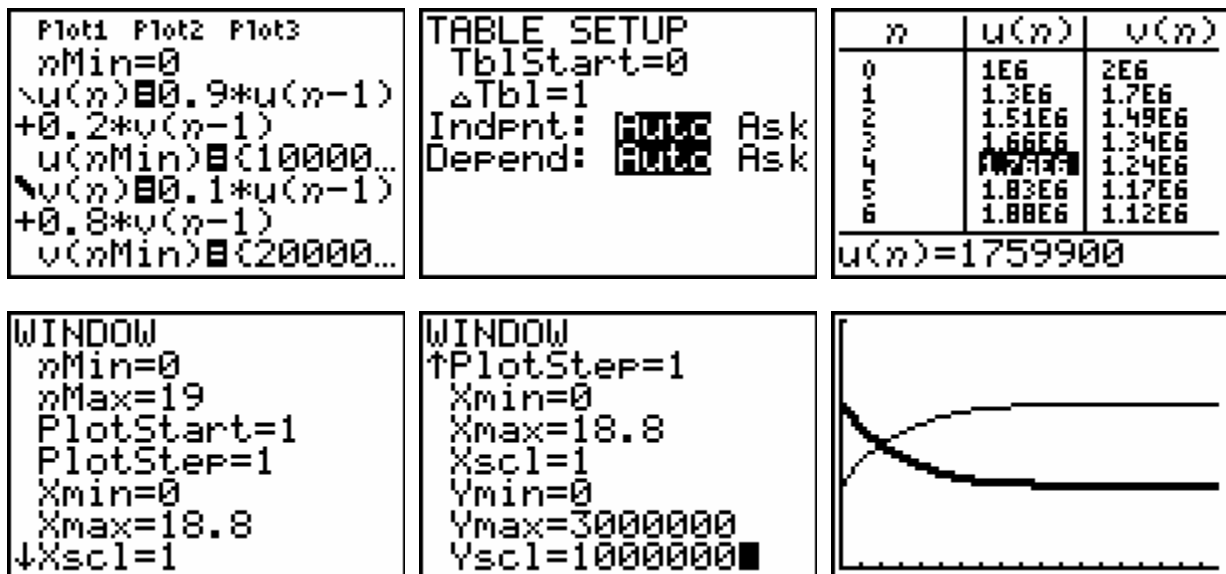 Plot1 Plot2 Plot3
nMin=0
u(n)=0.9*u(n-1)
+0.2*v(n-1)
u(nMin)={10000…
v(n)=0.1*u(n-1)
+0.8*v(n-1)
v(nMin)={20000…
TABLE SETUP
TblStart=0
△Tbl=1
Indpnt: Auto Ask
Depend: Auto Ask
n u(n) v(n)
0 1E6 2E6
1 1.3E6 1.7E6
2 1.51E6 1.49E6
3 1.66E6 1.34E6
4 1.24E6
5 1.83E6 1.17E6
6 1.88E6 1.12E6
u(n)=1759900
WINDOW
nMin=0
nMax=19
PlotStart=1
PlotStep=1
Xmin=0
Xmax=18.8
↓Xscl=1
WINDOW
↑PlotStep=1
Xmin=0
Xmax=18.8
Xscl=1
Ymin=0
Ymax=3000000
Yscl=1000000